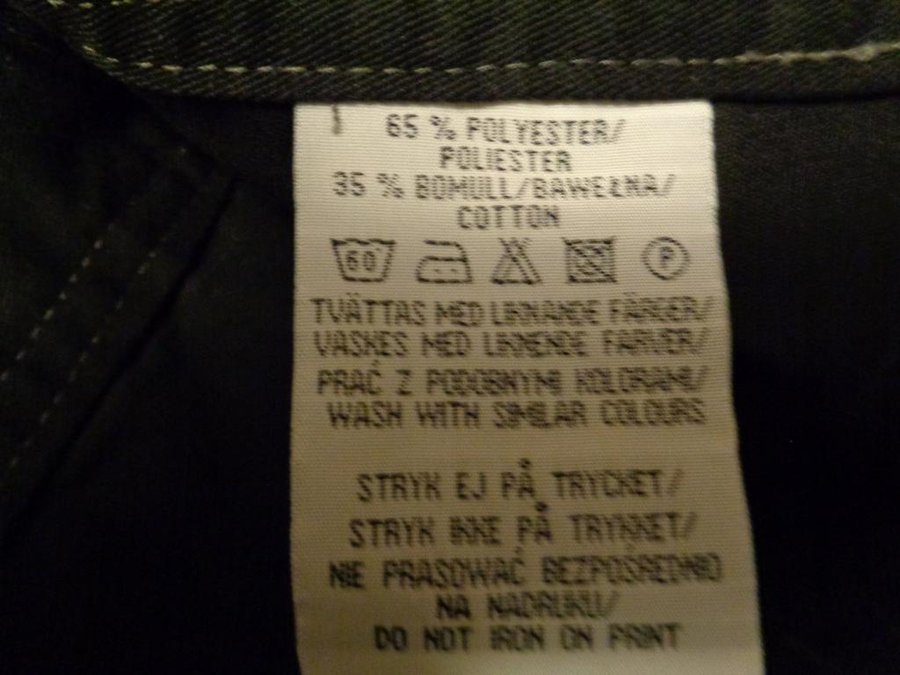 65 % POLYESTER/
POLIESTER
35 % BOMULL/BAWEŁNA/
COTTON
60 P
TVÄTTAS MED LIKNANDE FÄRGER/
VASKES MED LIKNENDE FARVER/
PRAĆ Z PODOBNYMI KOLORAMI/
WASH WITH SIMILAR COLOURS
STRYK EJ PÅ TRYCKET/
STRYK IKKE PÅ TRYKKET/
NIE PRASOWAĆ BEZPOŚREDNIO
NA NADRUKU/
DO NOT IRON ON PRINT